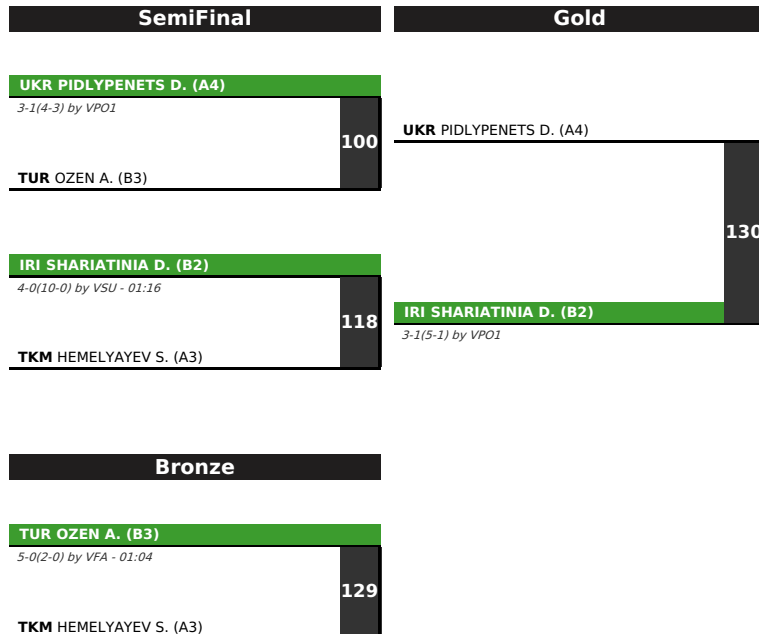 SemiFinal
Gold
UKR PIDLYPENETS D. (A4)
3-1(4-3) by VPO1
100
TUR OZEN A. (B3)
UKR PIDLYPENETS D. (A4)
130
IRI SHARIATINIA D. (B2)
4-0(10-0) by VSU - 01:16
118
TKM HEMELYAYEV S. (A3)
IRI SHARIATINIA D. (B2)
3-1(5-1) by VPO1
Bronze
TUR OZEN A. (B3)
5-0(2-0) by VFA - 01:04
129
TKM HEMELYAYEV S. (A3)